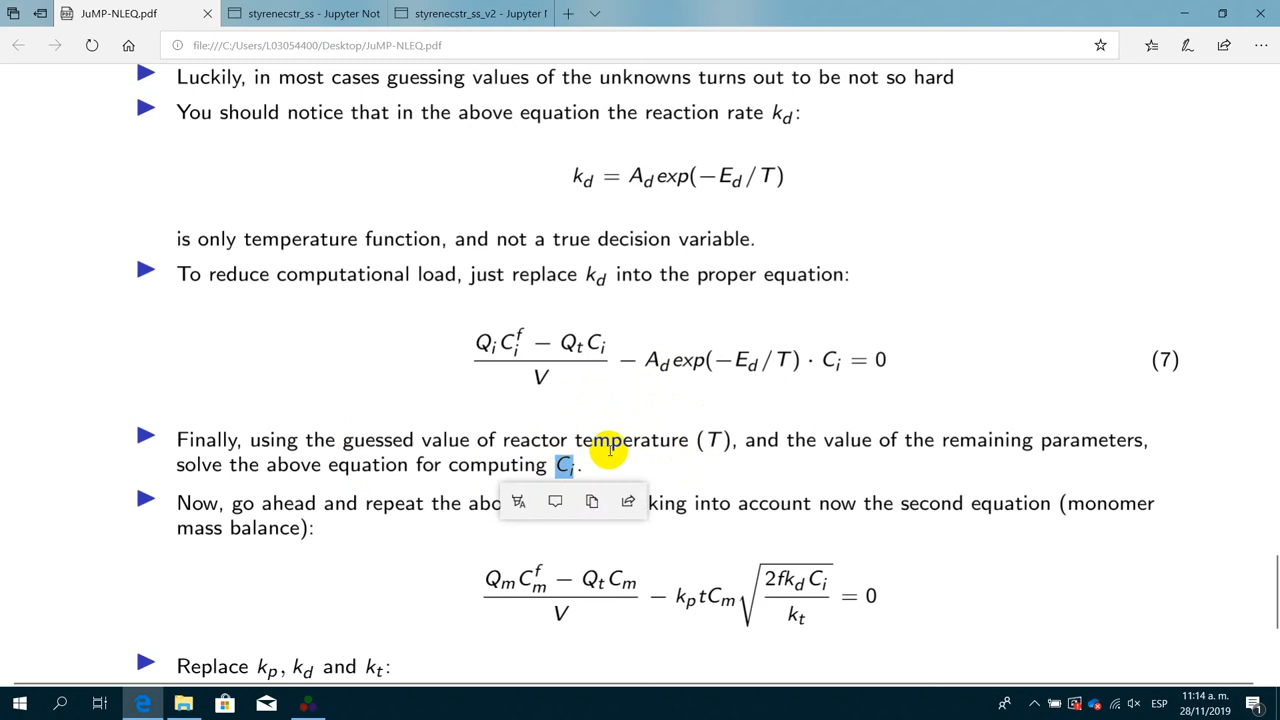 JuMP-NLEQ.pdf
styrenecstr_ss - Jupyter Not
styrenecstr_ss_v2 - Jupyter I
file:///C:/Users/L03054400/Desktop/JuMP-NLEQ.pdf
Luckily, in most cases guessing values of the unknowns turns out to be not so hard
You should notice that in the above equation the reaction rate k_d:
k_d = A_d exp(−E_d/T)
is only temperature function, and not a true decision variable.
To reduce computational load, just replace k_d into the proper equation:
\frac{Q_i C_i^f − Q_t C_i}{V} − A_d exp(−E_d/T) · C_i = 0 (7)
Finally, using the guessed value of reactor temperature (T), and the value of the remaining parameters,
solve the above equation for computing C_i.
Now, go ahead and repeat the abo king into account now the second equation (monomer
mass balance):
\frac{Q_m C_m^f − Q_t C_m}{V} − k_p t C_m \sqrt{\frac{2 f k_d C_i}{k_t}} = 0
Replace k_p, k_d and k_t:
ESP
11:14 a. m.
28/11/2019
1